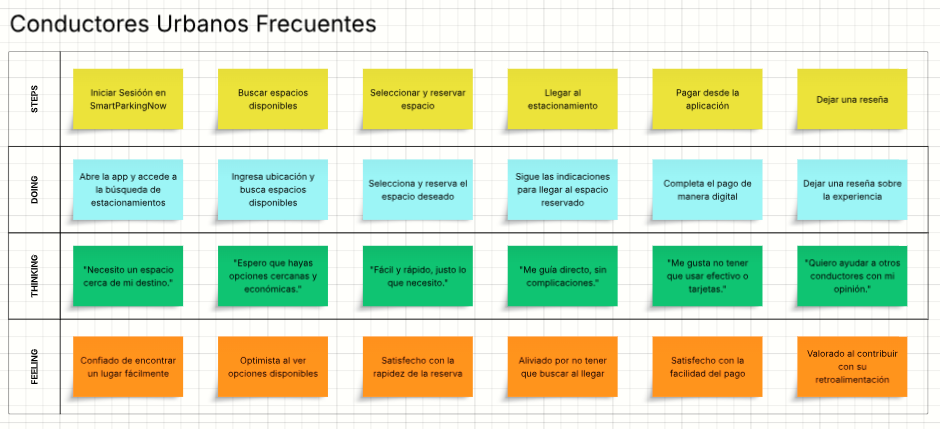 Conductores Urbanos Frecuentes
STEPS
Iniciar Sesióón en
SmartParkingNow
Buscar espacios
disponibles
Seleccionar y reservar
espacio
Llegar al
estacionamiento
Pagar desde la
aplicación
Dejar una reseña
DOING
Abre la app y accede a
la búsqueda de
estacionamientos
Ingresa ubicación y
busca espacios
disponibles
Selecciona y reserva el
espacio deseado
Sigue las indicaciones
para llegar al espacio
reservado
Completa el pago de
manera digital
Dejar una reseña sobre
la experiencia
THINKING
"Necesito un espacio
cerca de mi destino."
"Espero que hayas
opciones cercanas y
económicas."
"Fácil y rápido, justo lo
que necesito."
"Me guía directo, sin
complicaciones."
"Me gusta no tener
que usar efectivo o
tarjetas."
"Quiero ayudar a otros
conductores con mi
opinión."
FEELING
Confiado de encontrar
un lugar fácilmente
Optimista al ver
opciones disponibles
Satisfecho con la
rapidez de la reserva
Aliviado por no tener
que buscar al llegar
Satisfecho con la
facilidad del pago
Valorado al contribuir
con su
retroalimentación